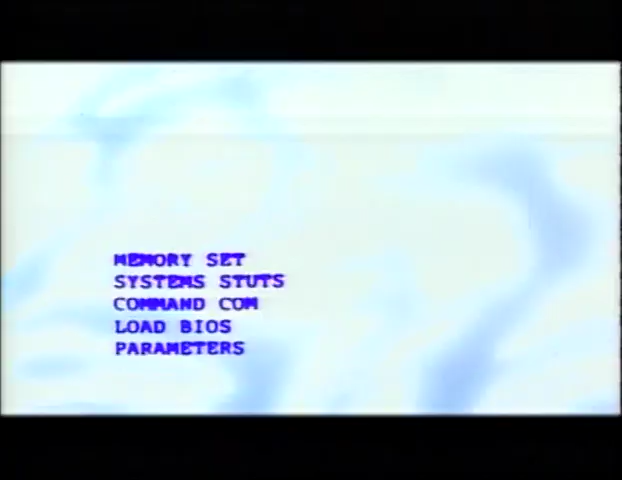 MEMORY SET
SYSTEMS STUTS
COMMAND COM
LOAD BIOS
PARAMETERS